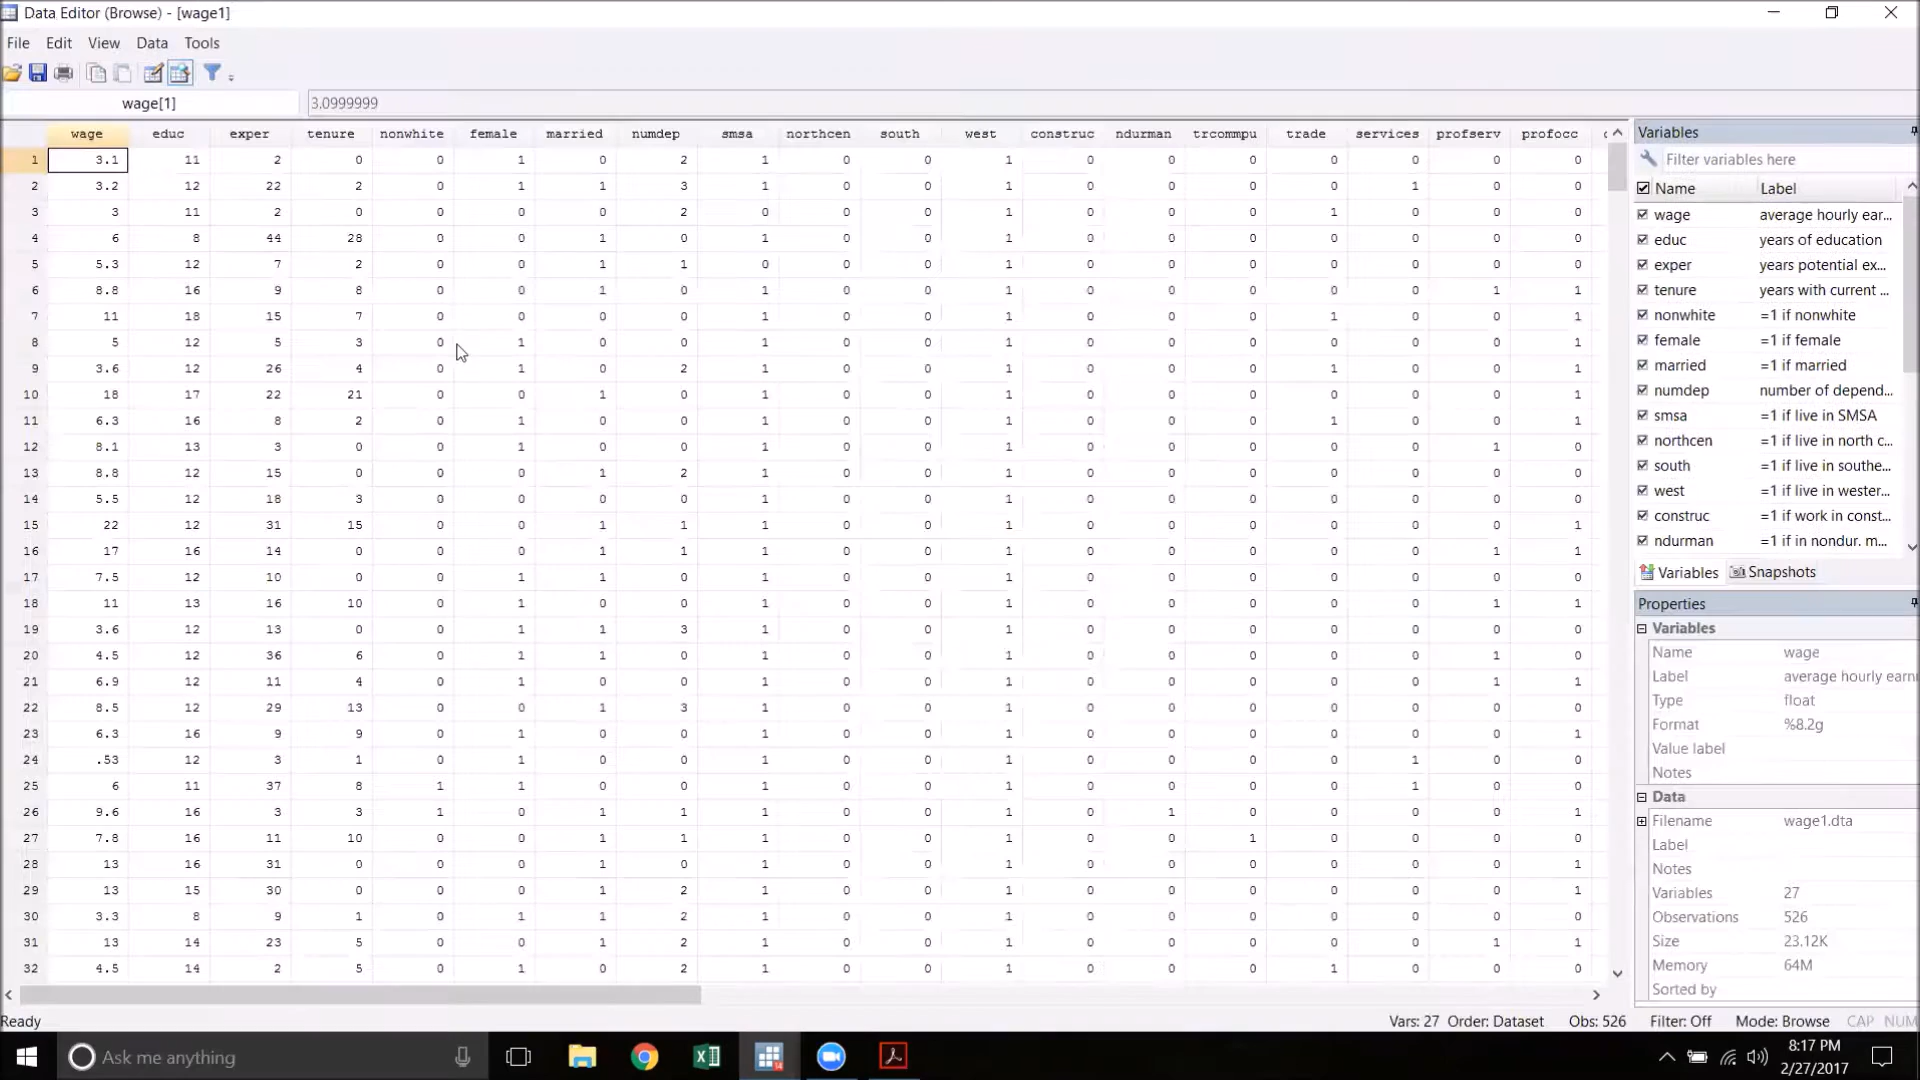 Data Editor (Browse) - [wage1]
File Edit View Data Tools
wage[1] 3.0999999
wage educ exper tenure nonwhite female married numdep smsa northcen south west construc ndurman trcommpu trade services profserv profocc
1 3.1 11 2 0 0 1 0 2 1 0 0 1 0 0 0 0 0 0 0
2 3.2 12 22 2 0 1 1 3 1 0 0 1 0 0 0 0 1 0 0
3 3 11 2 0 0 0 0 2 0 0 0 1 0 0 0 1 0 0 0
4 6 8 44 28 0 0 1 0 1 0 0 1 0 0 0 0 0 0 0
5 5.3 12 7 2 0 0 1 1 0 0 0 1 0 0 0 0 0 0 0
6 8.8 16 9 8 0 0 1 0 1 0 0 1 0 0 0 0 0 1 1
7 11 18 15 7 0 0 0 0 1 0 0 1 0 0 0 1 0 0 1
8 5 12 5 3 0 1 0 0 1 0 0 1 0 0 0 0 0 0 1
9 3.6 12 26 4 0 1 0 2 1 0 0 1 0 0 0 1 0 0 1
10 18 17 22 21 0 0 1 0 1 0 0 1 0 0 0 0 0 0 1
11 6.3 16 8 2 0 1 0 0 1 0 0 1 0 0 0 1 0 0 1
12 8.1 13 3 0 0 1 0 0 1 0 0 1 0 0 0 0 0 1 0
13 8.8 12 15 0 0 0 1 2 1 0 0 1 0 0 0 0 0 0 0
14 5.5 12 18 3 0 0 0 0 1 0 0 1 0 0 0 0 0 0 0
15 22 12 31 15 0 0 1 1 1 0 0 1 0 0 0 0 0 0 1
16 17 16 14 0 0 0 1 1 1 0 0 1 0 0 0 0 0 1 1
17 7.5 12 10 0 0 1 1 0 1 0 0 1 0 0 0 0 0 0 0
18 11 13 16 10 0 1 0 0 1 0 0 1 0 0 0 0 0 1 1
19 3.6 12 13 0 0 1 1 3 1 0 0 1 0 0 0 0 0 0 0
20 4.5 12 36 6 0 1 1 0 1 0 0 1 0 0 0 0 0 1 0
21 6.9 12 11 4 0 1 0 0 1 0 0 1 0 0 0 0 0 1 1
22 8.5 12 29 13 0 0 1 3 1 0 0 1 0 0 0 0 0 0 0
23 6.3 16 9 9 0 1 0 0 1 0 0 1 0 0 0 0 0 0 1
24 .53 12 3 1 0 1 0 0 1 0 0 1 0 0 0 0 1 0 0
25 6 11 37 8 1 1 0 0 1 0 0 1 0 0 0 0 1 0 0
26 9.6 16 3 3 1 0 1 1 1 0 0 1 0 1 0 0 0 0 1
27 7.8 16 11 10 0 0 1 1 1 0 0 1 0 0 1 0 0 0 0
28 13 16 31 0 0 0 1 0 1 0 0 1 0 0 0 0 0 0 1
29 13 15 30 0 0 0 1 2 1 0 0 1 0 0 0 0 0 0 1
30 3.3 8 9 1 0 1 1 2 1 0 0 1 0 0 0 0 0 0 0
31 13 14 23 5 0 0 1 2 1 0 0 1 0 0 0 0 0 1 1
32 4.5 14 2 5 0 1 0 2 1 0 0 1 0 0 0 1 0 0 0
Variables
Filter variables here
Name Label
wage average hourly ear...
educ years of education
exper years potential ex...
tenure years with current ...
nonwhite =1 if nonwhite
female =1 if female
married =1 if married
numdep number of depend...
smsa =1 if live in SMSA
northcen =1 if live in north c...
south =1 if live in southe...
west =1 if live in wester...
construc =1 if work in const...
ndurman =1 if in nondur. m...
Variables Snapshots
Properties
Variables
Name wage
Label average hourly earn
Type float
Format %8.2g
Value label
Notes
Data
Filename wage1.dta
Label
Notes
Variables 27
Observations 526
Size 23.12K
Memory 64M
Sorted by
Ready Vars: 27 Order: Dataset Obs: 526 Filter: Off Mode: Browse CAP NUM
Ask me anything
8:17 PM
2/27/2017